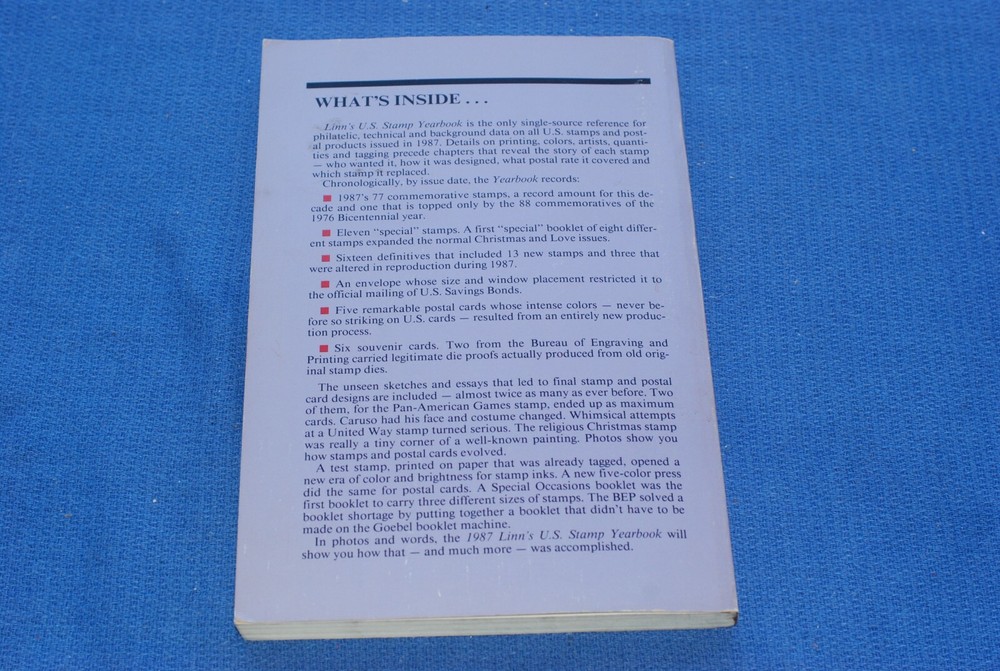 WHAT'S INSIDE . . .
Linn's U.S. Stamp Yearbook is the only single-source reference for
philatelic, technical and background data on all U.S. stamps and post-
al products issued in 1987. Details on printing, colors, artists, quanti-
ties and tagging precede chapters that reveal the story of each stamp
— who wanted it, how it was designed, what postal rate it covered and
which stamp it replaced.
Chronologically, by issue date, the Yearbook records:
■ 1987's 77 commemorative stamps, a record amount for this de-
cade and one that is topped only by the 88 commemoratives of the
1976 Bicentennial year.
■ Eleven “special” stamps. A first “special” booklet of eight differ-
ent stamps expanded the normal Christmas and Love issues.
■ Sixteen definitives that included 13 new stamps and three that
were altered in reproduction during 1987.
■ An envelope whose size and window placement restricted it to
the official mailing of U.S. Savings Bonds.
■ Five remarkable postal cards whose intense colors — never be-
fore so striking on U.S. cards — resulted from an entirely new produc-
tion process.
■ Six souvenir cards. Two from the Bureau of Engraving and
Printing carried legitimate die proofs actually produced from old orig-
inal stamp dies.
The unseen sketches and essays that led to final stamp and postal
card designs are included — almost twice as many as ever before. Two
of them, for the Pan-American Games stamp, ended up as maximum
cards. Caruso had his face and costume changed. Whimsical attempts
at a United Way stamp turned serious. The religious Christmas stamp
was really a tiny corner of a well-known painting. Photos show you
how stamps and postal cards evolved.
A test stamp, printed on paper that was already tagged, opened a
new era of color and brightness for stamp inks. A new five-color press
did the same for postal cards. A Special Occasions booklet was the
first booklet to carry three different sizes of stamps. The BEP solved a
booklet shortage by putting together a booklet that didn't have to be
made on the Goebel booklet machine.
In photos and words, the 1987 Linn's U.S. Stamp Yearbook will
show you how that — and much more — was accomplished.